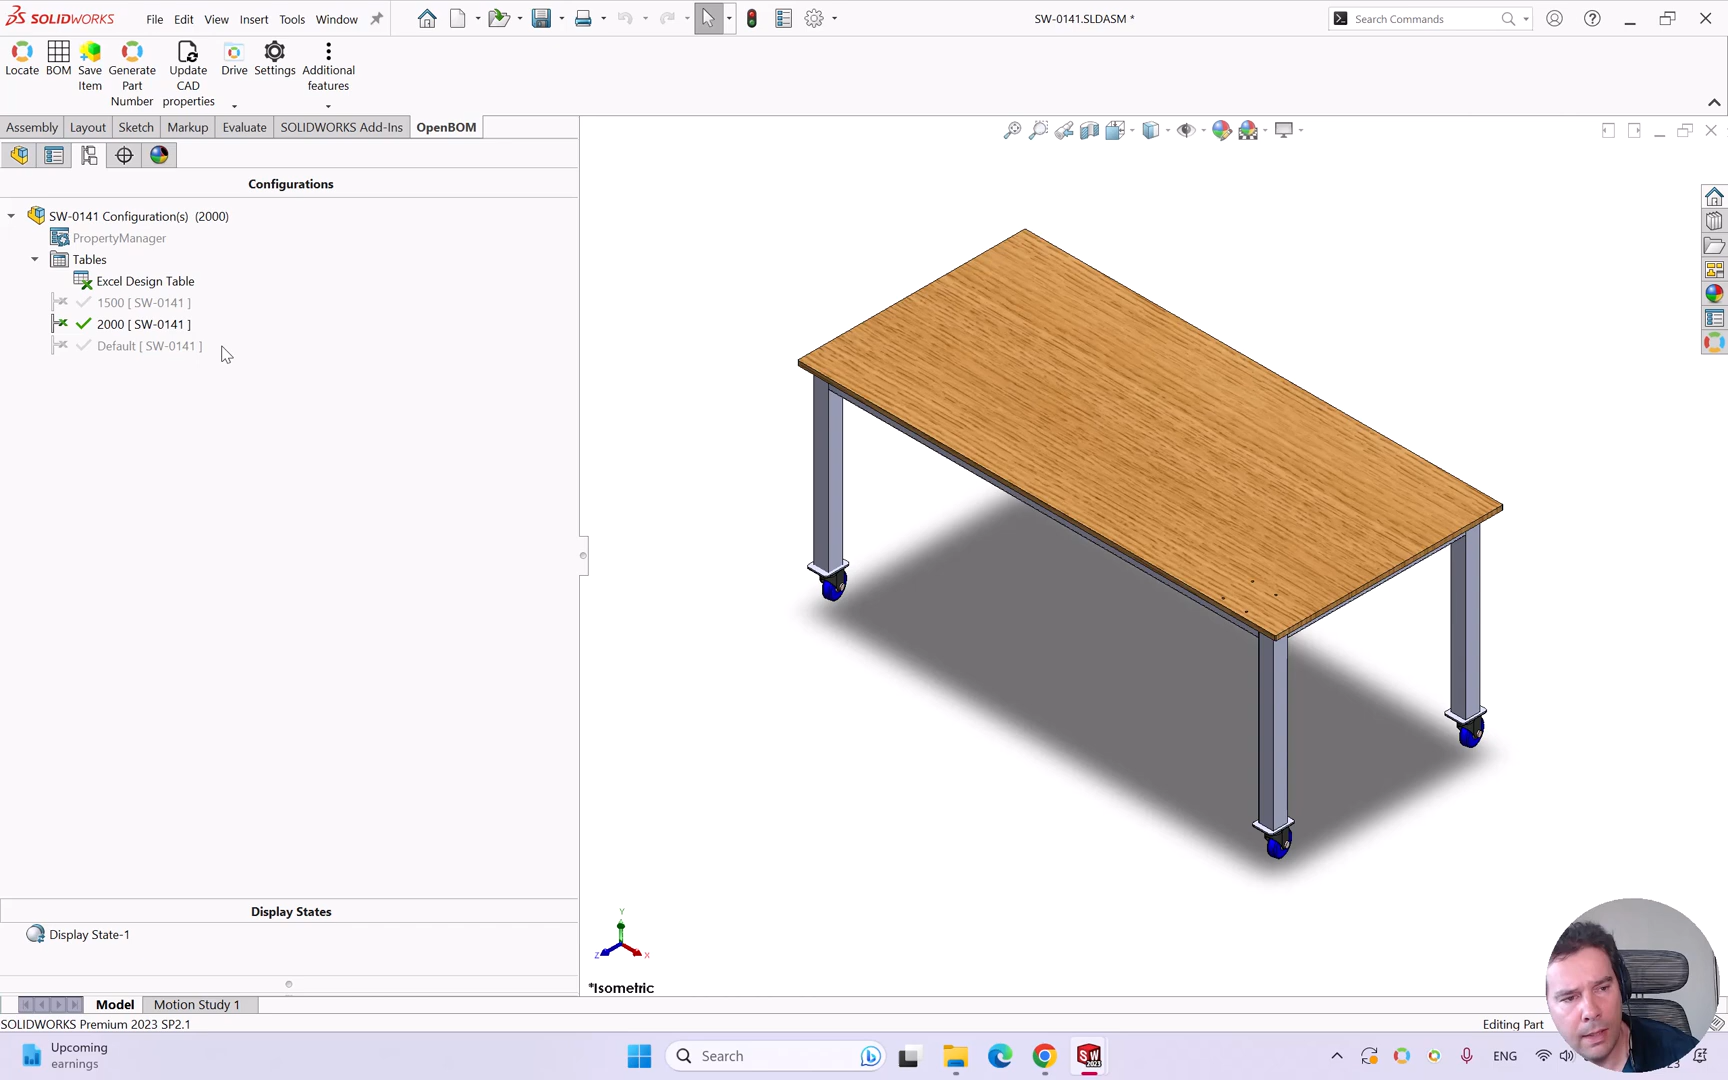 SOLIDWORKS File Edit View Insert Tools Window
SW-0141.SLDASM *
Search Commands
Locate BOM Save Item Generate Part Number Update CAD properties Drive Settings Additional features
Assembly Layout Sketch Markup Evaluate SOLIDWORKS Add-Ins OpenBOM
Configurations
SW-0141 Configuration(s) (2000)
PropertyManager
Tables
Excel Design Table
1500 [ SW-0141 ]
2000 [ SW-0141 ]
Default [ SW-0141 ]
Display States
Display State-1
Y
Z X
*Isometric
Model Motion Study 1
SOLIDWORKS Premium 2023 SP2.1
Editing Part
Upcoming
earnings
Search
SW
2023
ENG